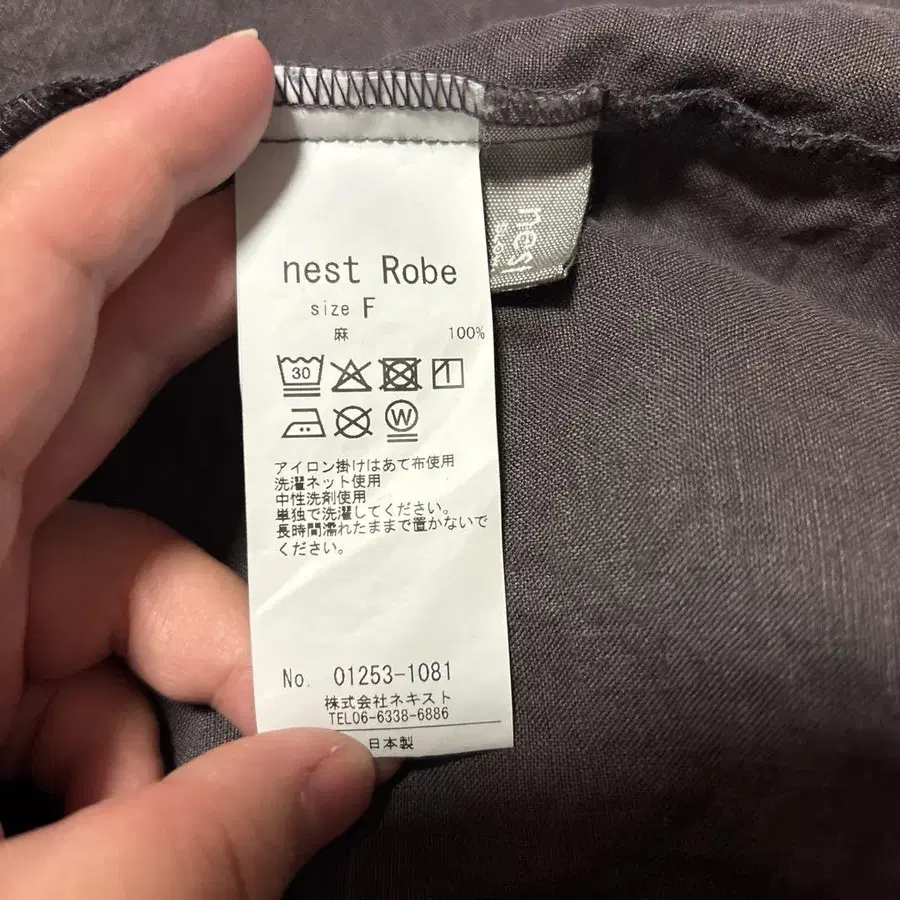 nest Robe
size F
麻 100%
30
W
アイロン掛けはあて布使用
洗濯ネット使用
中性洗剤使用
単独で洗濯してください。
長時間濡れたままで置かないで
ください。
No. 01253-1081
株式会社ネキスト
TEL06-6338-6886
日本製
nest